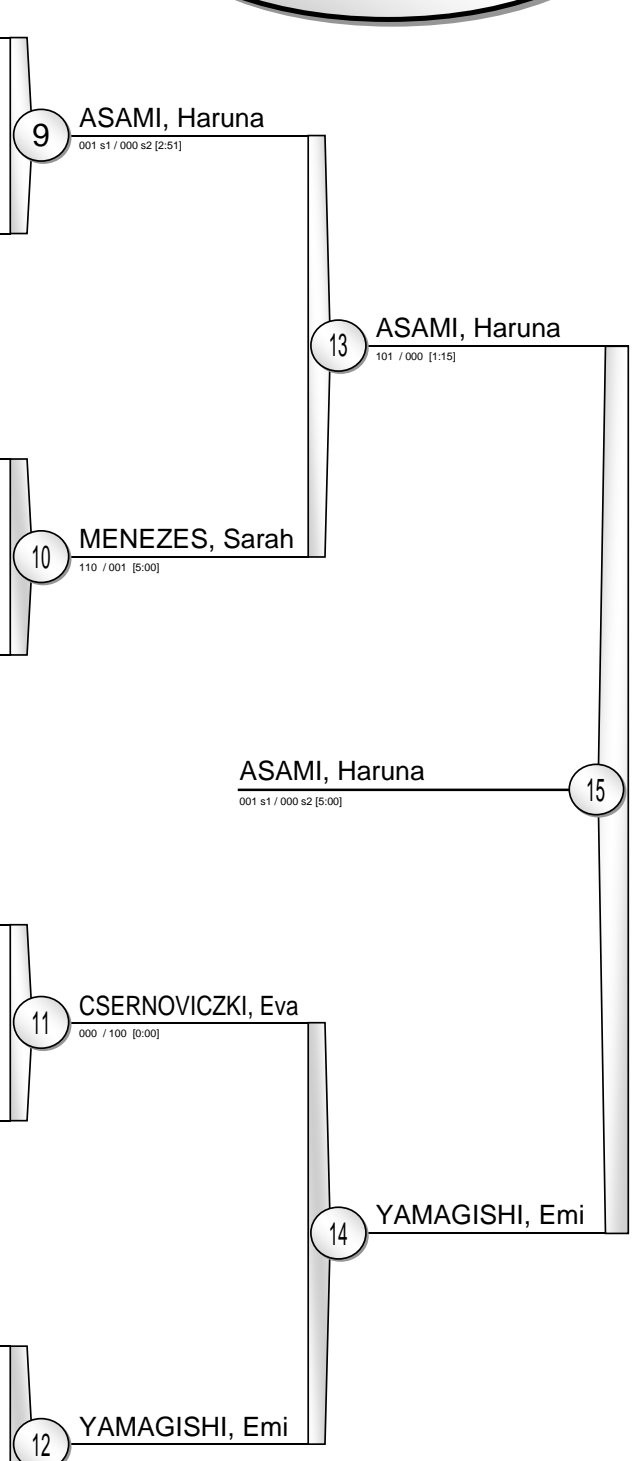 9
ASAMI, Haruna
001 s1 / 000 s2 [2:51]
13
ASAMI, Haruna
101 / 000 [1:15]
10
MENEZES, Sarah
110 / 001 [5:00]
ASAMI, Haruna
001 s1 / 000 s2 [5:00]
15
11
CSERNOVICZKI, Eva
000 / 100 [0:00]
14
YAMAGISHI, Emi
12
YAMAGISHI, Emi